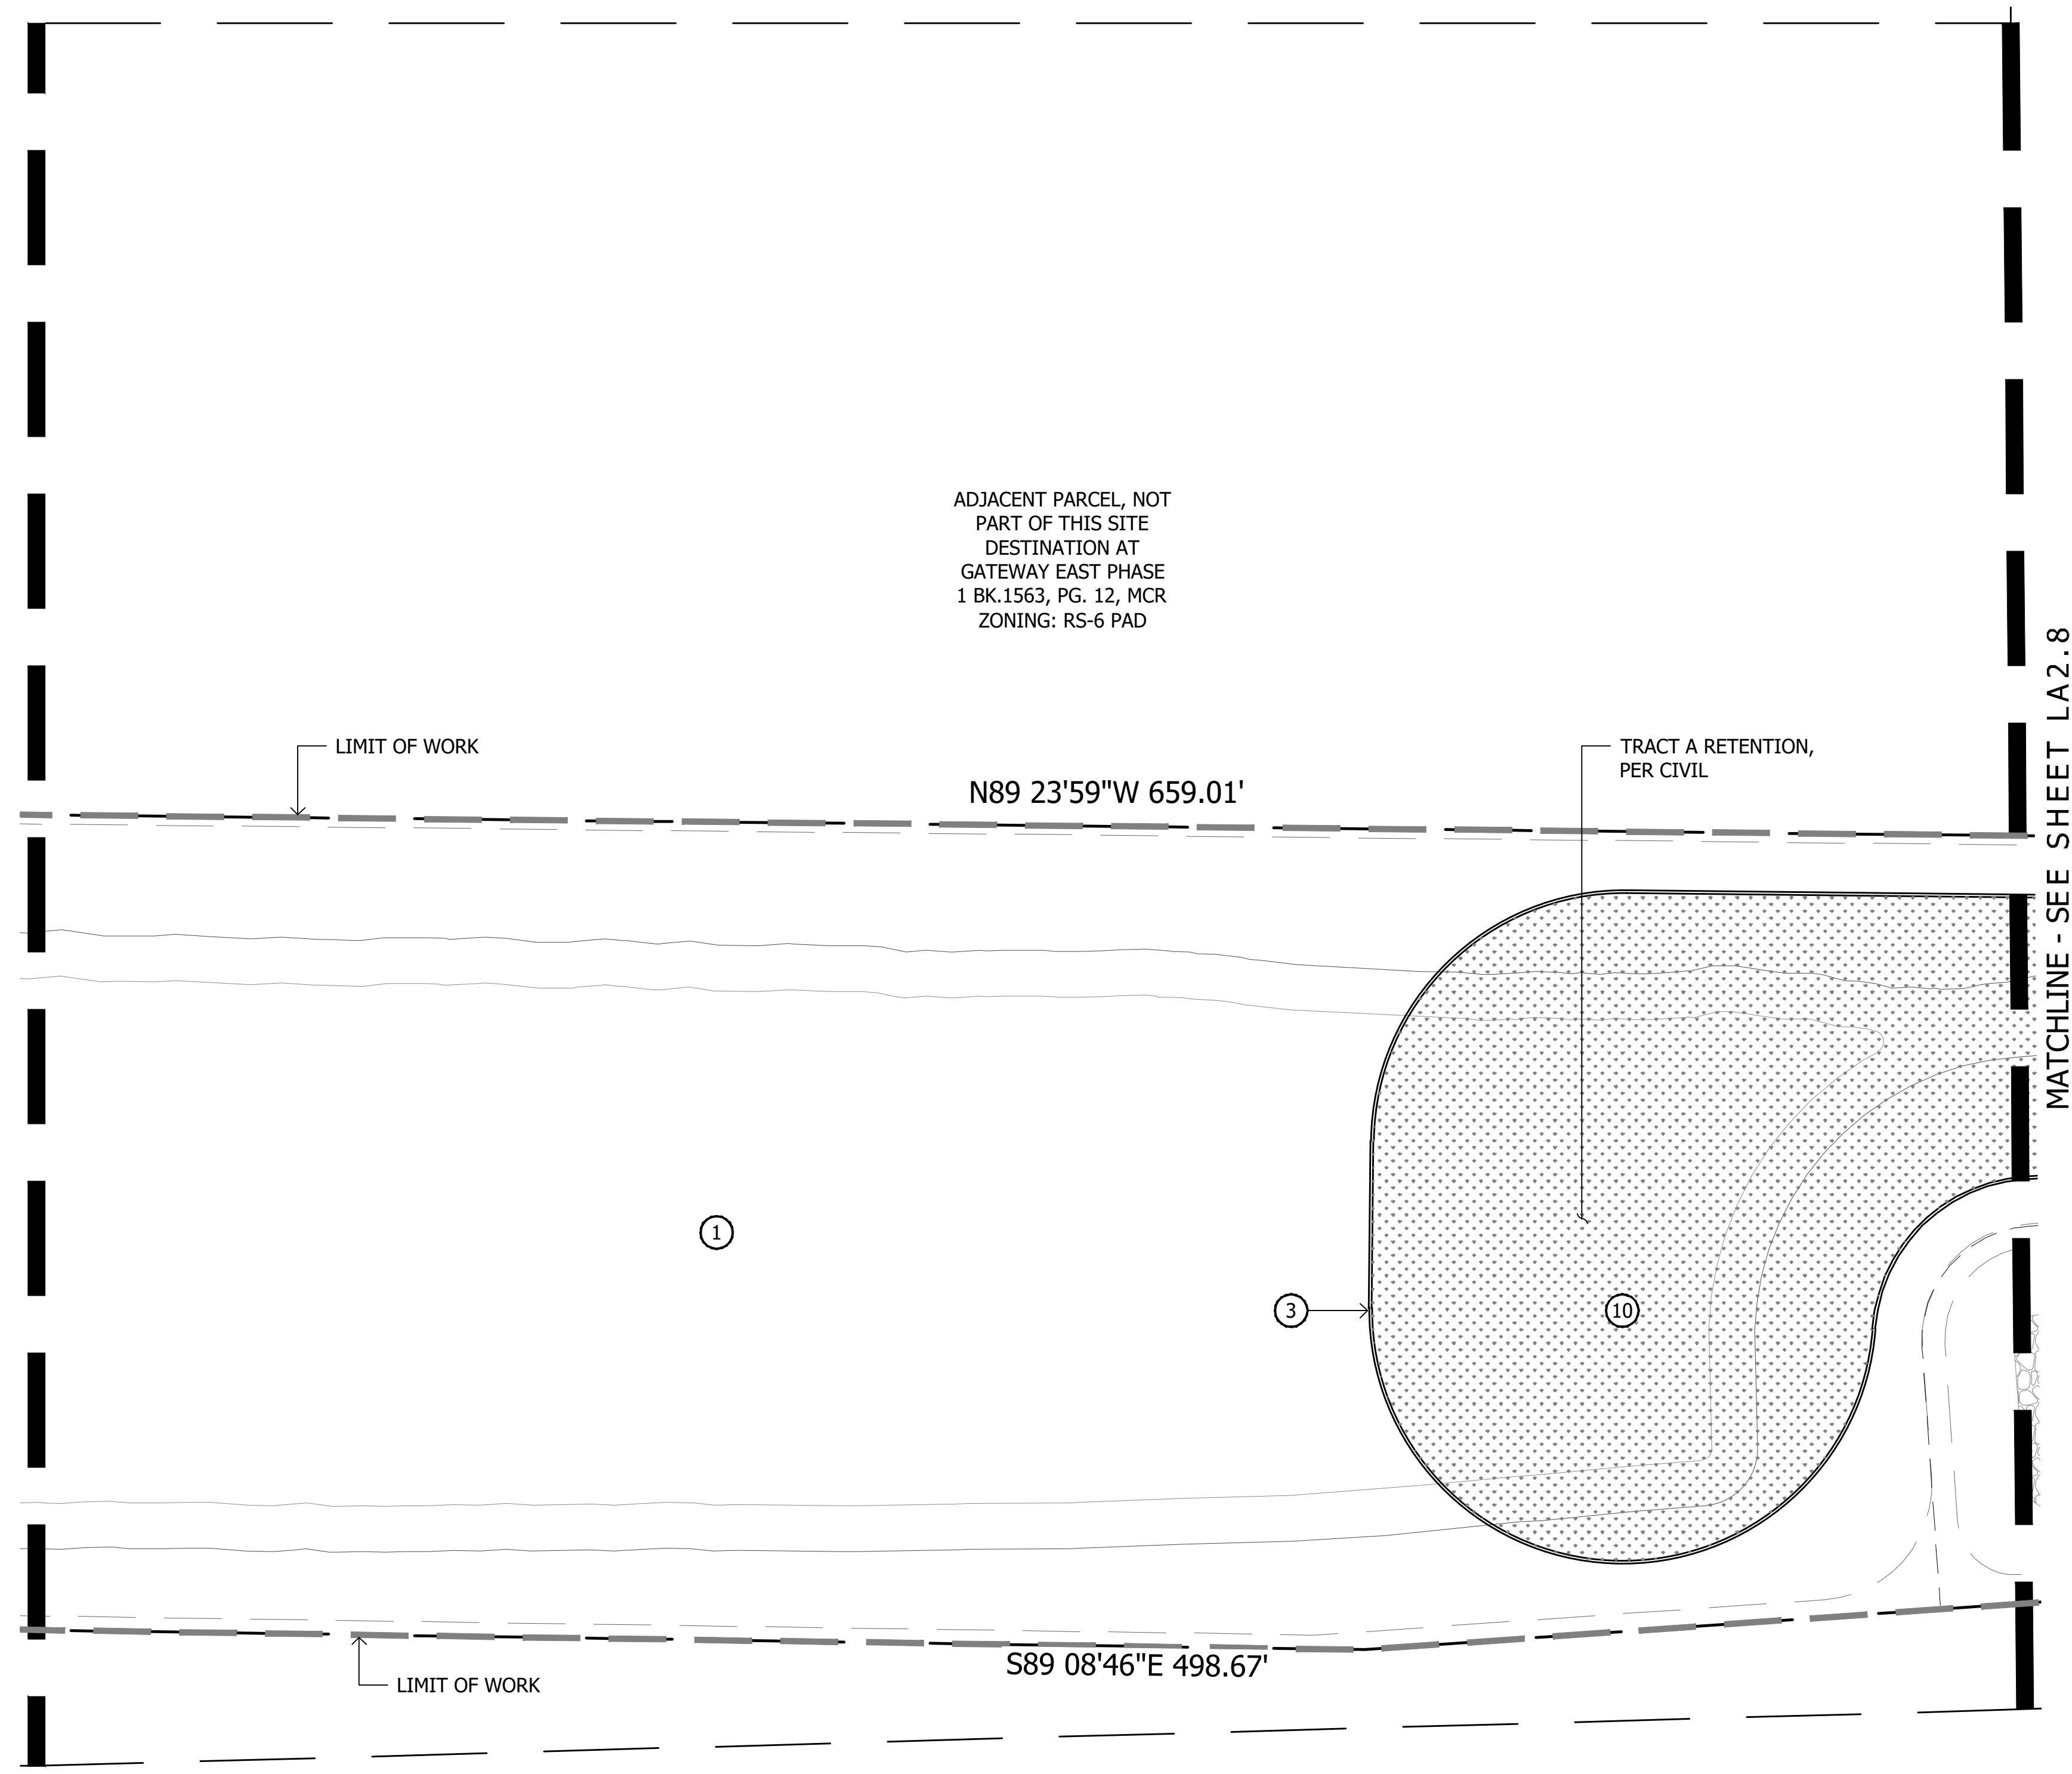 ADJACENT PARCEL, NOT
PART OF THIS SITE
DESTINATION AT
GATEWAY EAST PHASE
1 BK.1563, PG. 12, MCR
ZONING: RS-6 PAD
LIMIT OF WORK
TRACT A RETENTION,
PER CIVIL
N89 23'59"W 659.01'
MATCHLINE - SEE SHEET LA2.8
1
3
10
S89 08'46"E 498.67'
LIMIT OF WORK